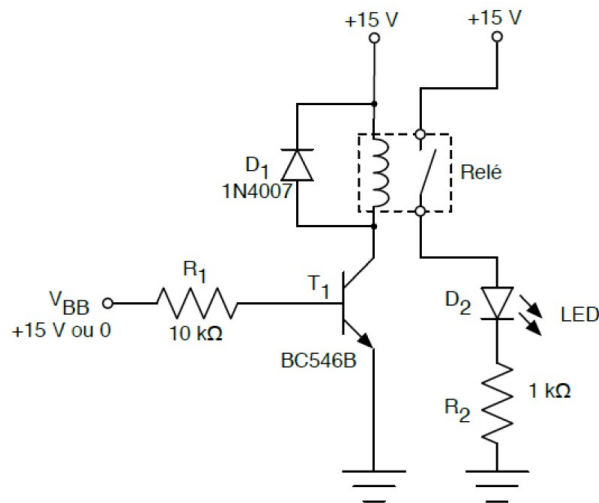 +15 V
+15 V
D1
1N4007
Relé
R1
VBB
+15 V ou 0
10 kΩ
T1
BC546B
D2
LED
R2
1 kΩ